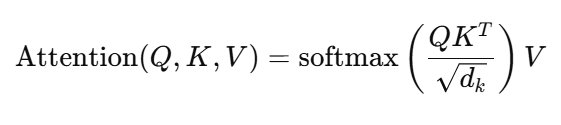 Attention(Q, K, V) = softmax(QK^T / √d_k)V